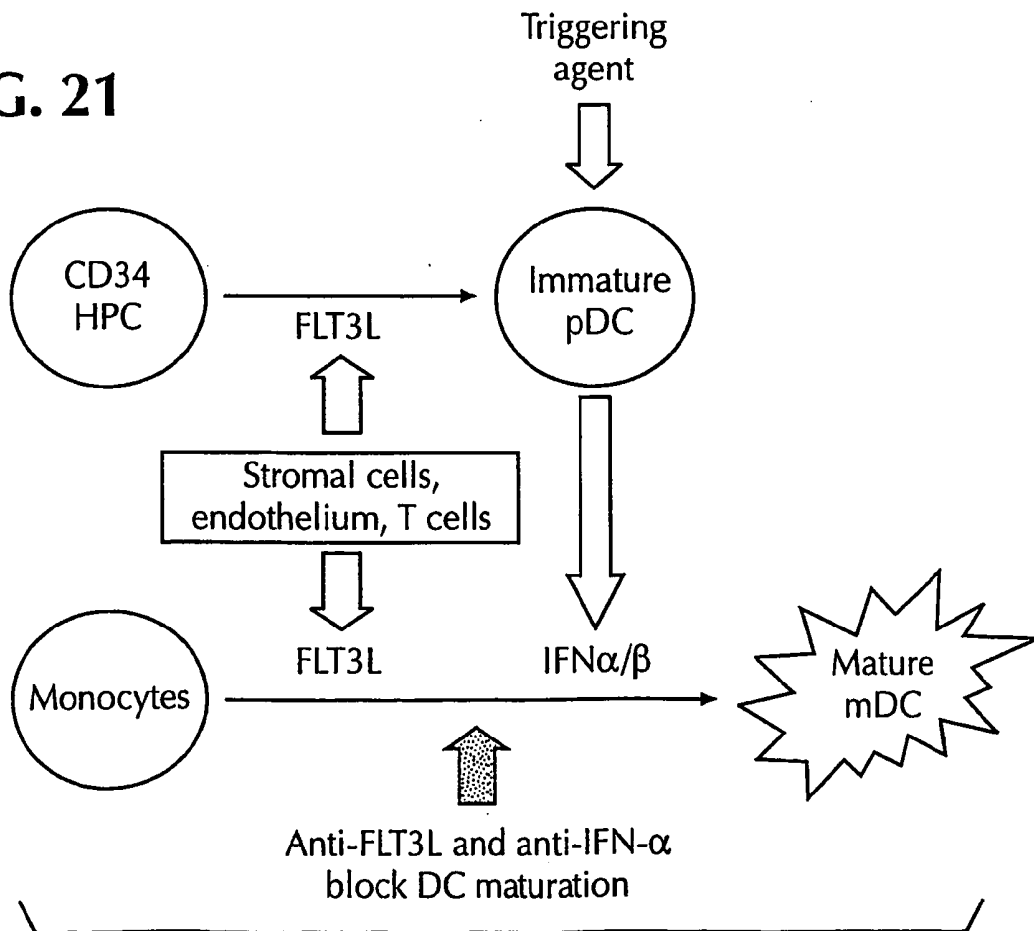 G. 21
Triggering
agent
CD34
HPC
FLT3L
Immature
pDC
Stromal cells,
endothelium, T cells
Monocytes
FLT3L
IFNα/β
Mature
mDC
Anti-FLT3L and anti-IFN-α
block DC maturation